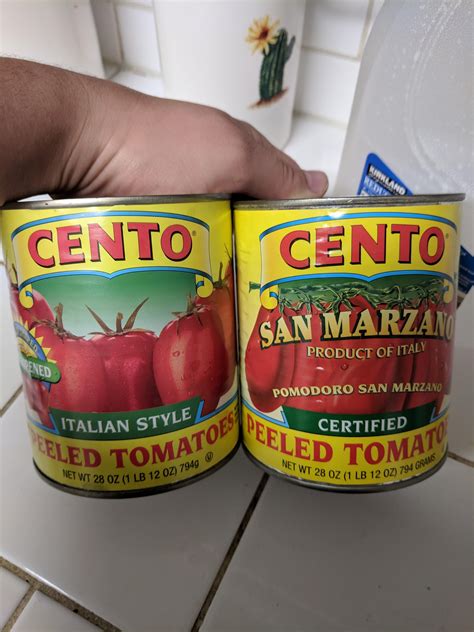 CENTO
ENED
ITALIAN STYLE
PEELED TOMATOES
NET WT 28 OZ (1 LB 12 OZ) 794g
CENTO
SAN MARZANO
PRODUCT OF ITALY
POMODORO SAN MARZANO
CERTIFIED
PEELED TOMATO
NET WT 28 OZ (1 LB 12 OZ) 794 GRAMS
KIRKLAND